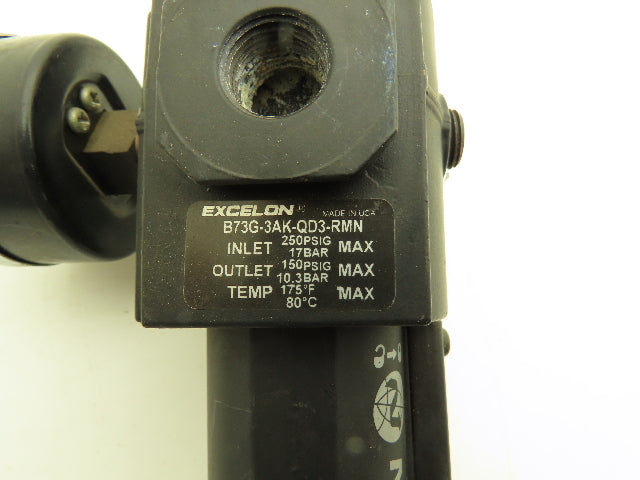 EXCELON® MADE IN USA
B73G-3AK-QD3-RMN
INLET 250PSIG 17BAR MAX
OUTLET 150PSIG 10.3BAR MAX
TEMP 175°F 80°C MAX
N